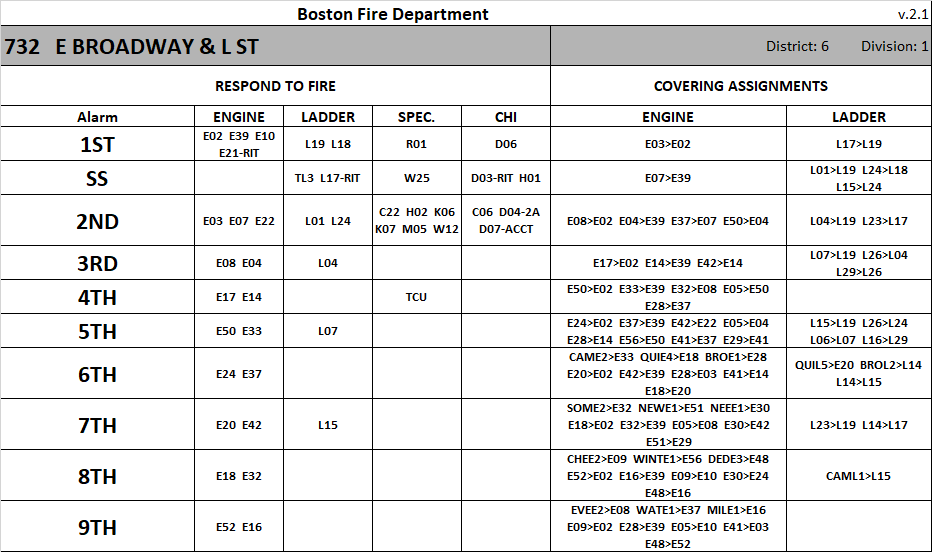 Boston Fire Department v.2.1
732 E BROADWAY & L ST District: 6 Division: 1
RESPOND TO FIRE COVERING ASSIGNMENTS
Alarm ENGINE LADDER SPEC. CHI ENGINE LADDER
1ST
E02 E39 E10
E21-RIT
L19 L18
R01
D06
E03>E02
L17>L19
SS
TL3 L17-RIT
W25
D03-RIT H01
E07>E39
L01>L19 L24>L18
L15>L24
2ND
E03 E07 E22
L01 L24
C22 H02 K06
K07 M05 W12
C06 D04-2A
D07-ACCT
E08>E02 E04>E39 E37>E07 E50>E04
L04>L19 L23>L17
3RD
E08 E04
L04
E17>E02 E14>E39 E42>E14
L07>L19 L26>L04
L29>L26
4TH
E17 E14
TCU
E50>E02 E33>E39 E32>E08 E05>E50
E28>E37
5TH
E50 E33
L07
E24>E02 E37>E39 E42>E22 E05>E04
E28>E14 E56>E50 E41>E37 E29>E41
L15>L19 L26>L24
L06>L07 L16>L29
6TH
E24 E37
CAME2>E33 QUIE4>E18 BROE1>E28
E20>E02 E42>E39 E28>E03 E41>E14
E18>E20
QUIL5>E20 BROL2>L14
L14>L15
7TH
E20 E42
L15
SOME2>E32 NEWE1>E51 NEEE1>E30
E18>E02 E32>E39 E05>E08 E30>E42
E51>E29
L23>L19 L14>L17
8TH
E18 E32
CHEE2>E09 WINTE1>E56 DEDE3>E48
E52>E02 E16>E39 E09>E10 E30>E24
E48>E16
CAML1>L15
9TH
E52 E16
EVEE2>E08 WATE1>E37 MILE1>E16
E09>E02 E28>E39 E05>E10 E41>E03
E48>E52